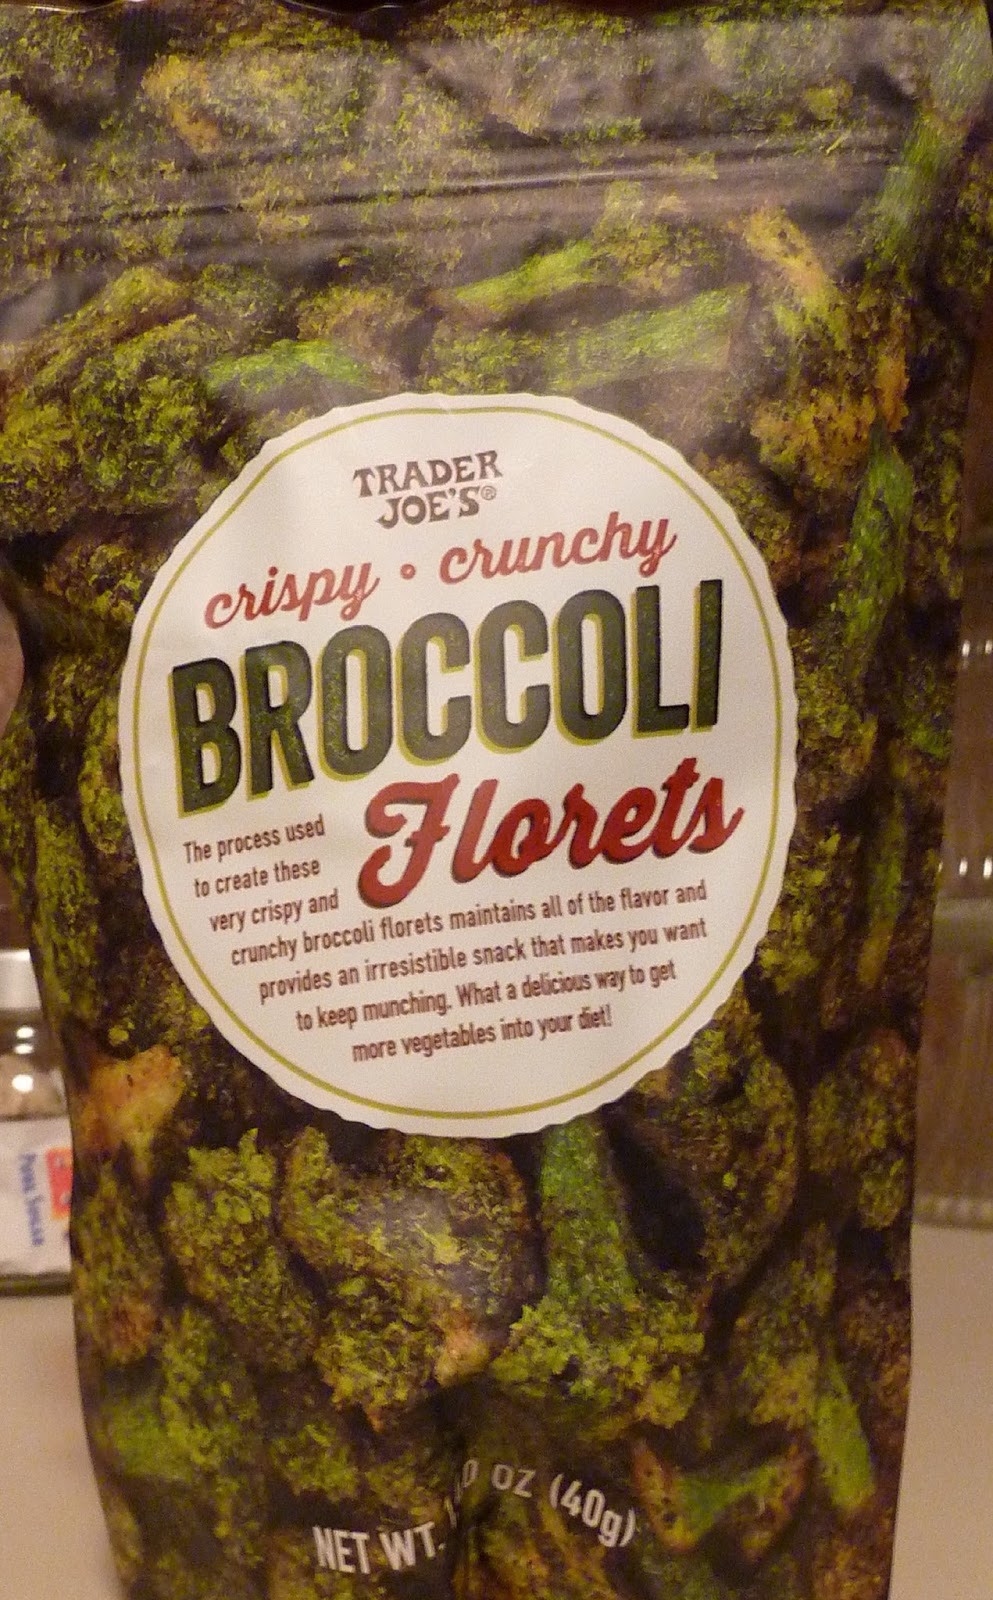 TRADER
JOE'S®
crispy • crunchy
BROCCOLI
Florets
The process used
to create these
very crispy and
crunchy broccoli florets maintains all of the flavor and
provides an irresistible snack that makes you want
to keep munching. What a delicious way to get
more vegetables into your diet!
NET WT. OZ (40g)